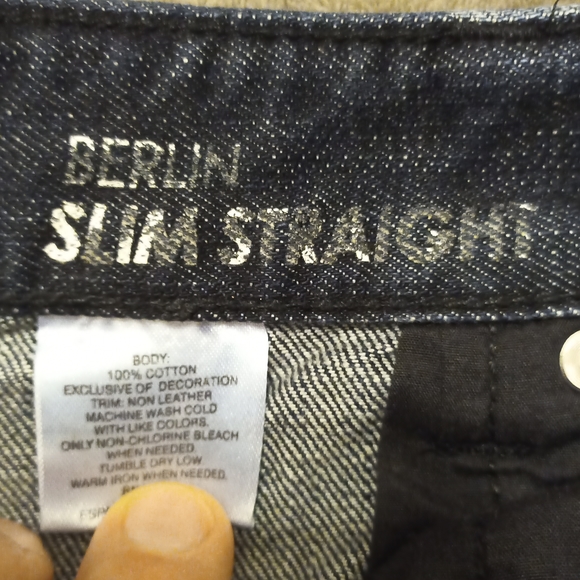 BERLIN
SLIM STRAIGHT
BODY:
100% COTTON
EXCLUSIVE OF DECORATION
TRIM: NON LEATHER
MACHINE WASH COLD
WITH LIKE COLORS.
ONLY NON-CHLORINE BLEACH
WHEN NEEDED.
TUMBLE DRY LOW
WARM IRON WHEN NEEDED.